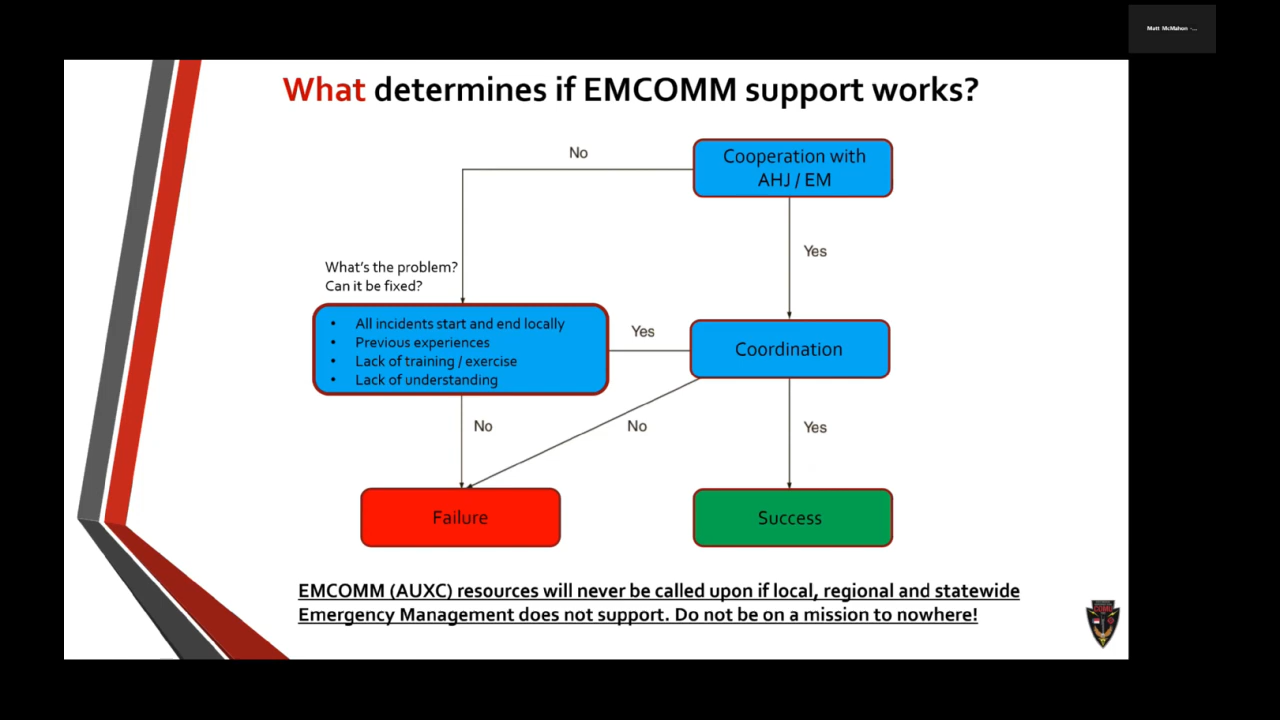 Matt McMahon -...
What determines if EMCOMM support works?
No
Cooperation with
AHJ / EM
Yes
What's the problem?
Can it be fixed?
• All incidents start and end locally
• Previous experiences
• Lack of training / exercise
• Lack of understanding
Yes
Coordination
No
No
Yes
Failure
Success
EMCOMM (AUXC) resources will never be called upon if local, regional and statewide
Emergency Management does not support. Do not be on a mission to nowhere!